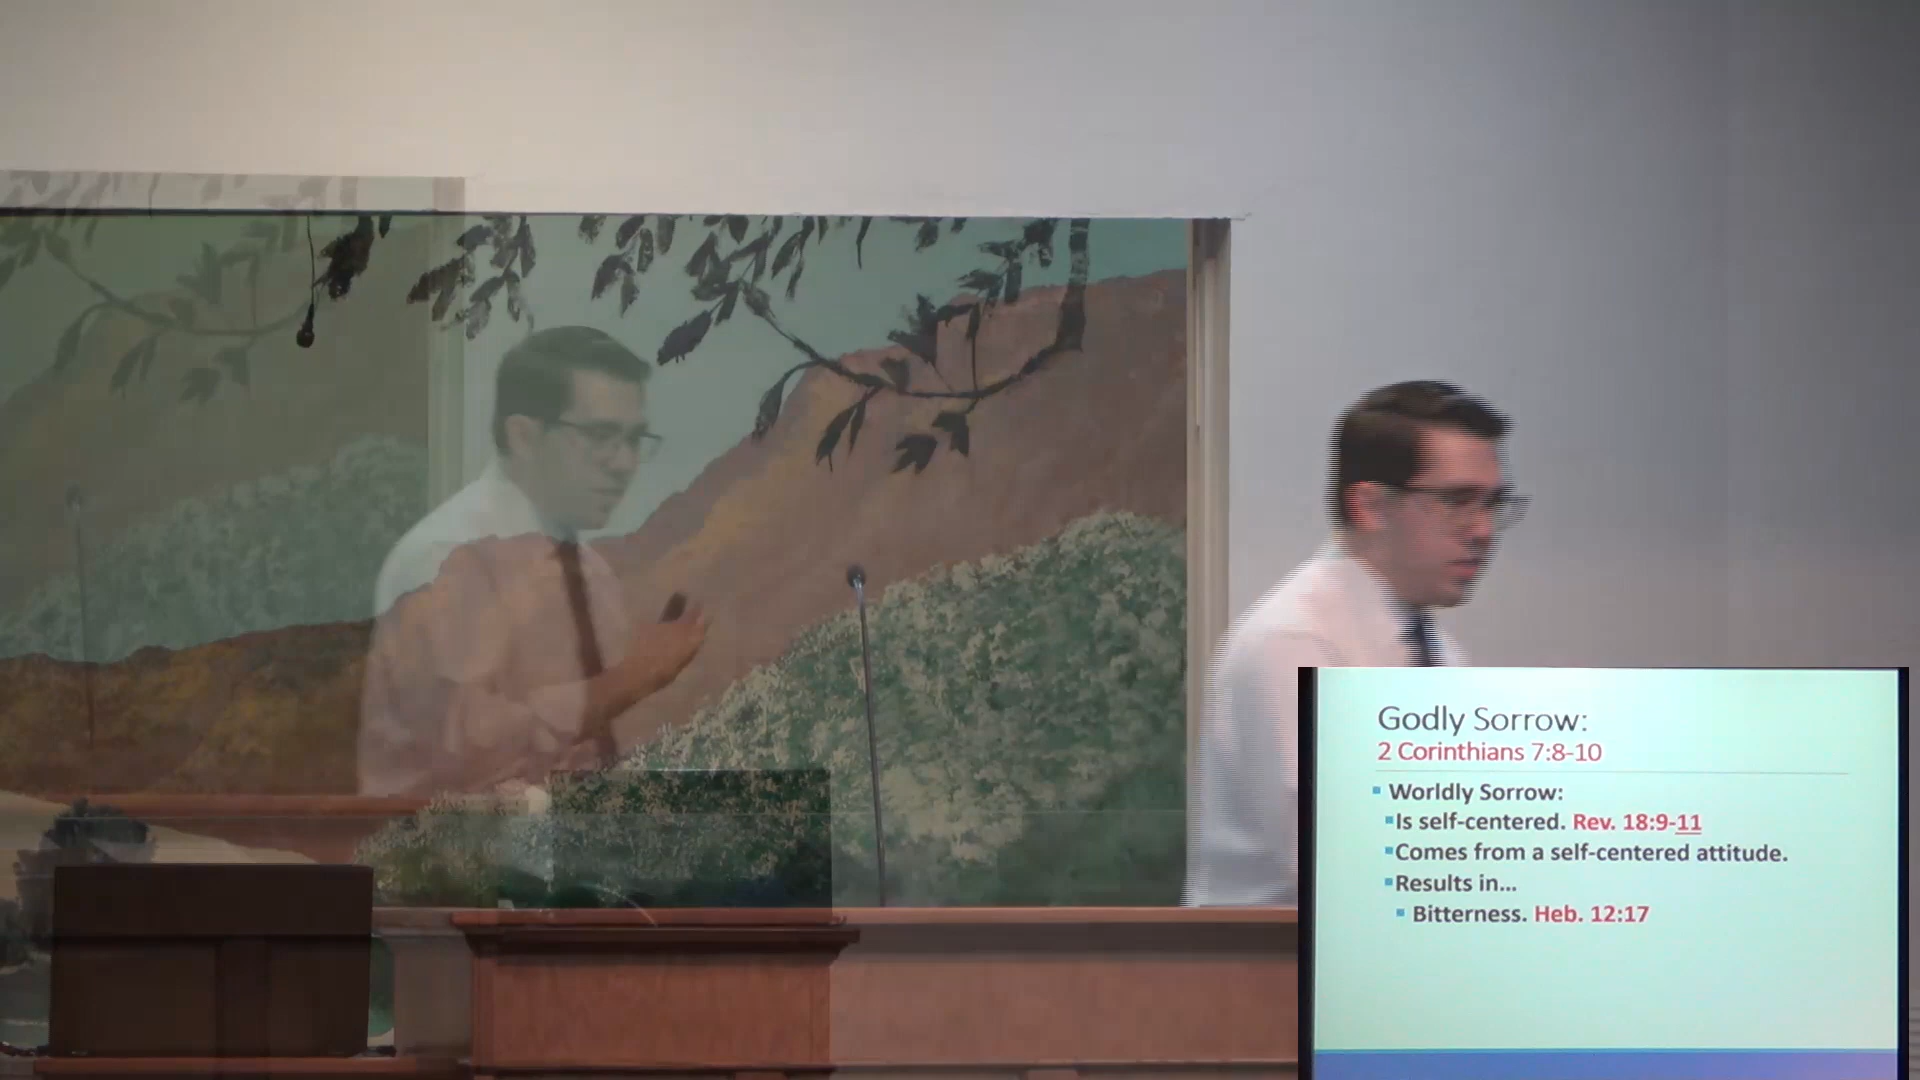 Godly Sorrow:
2 Corinthians 7:8-10
Worldly Sorrow:
Is self-centered. Rev. 18:9-11
Comes from a self-centered attitude.
Results in...
Bitterness. Heb. 12:17